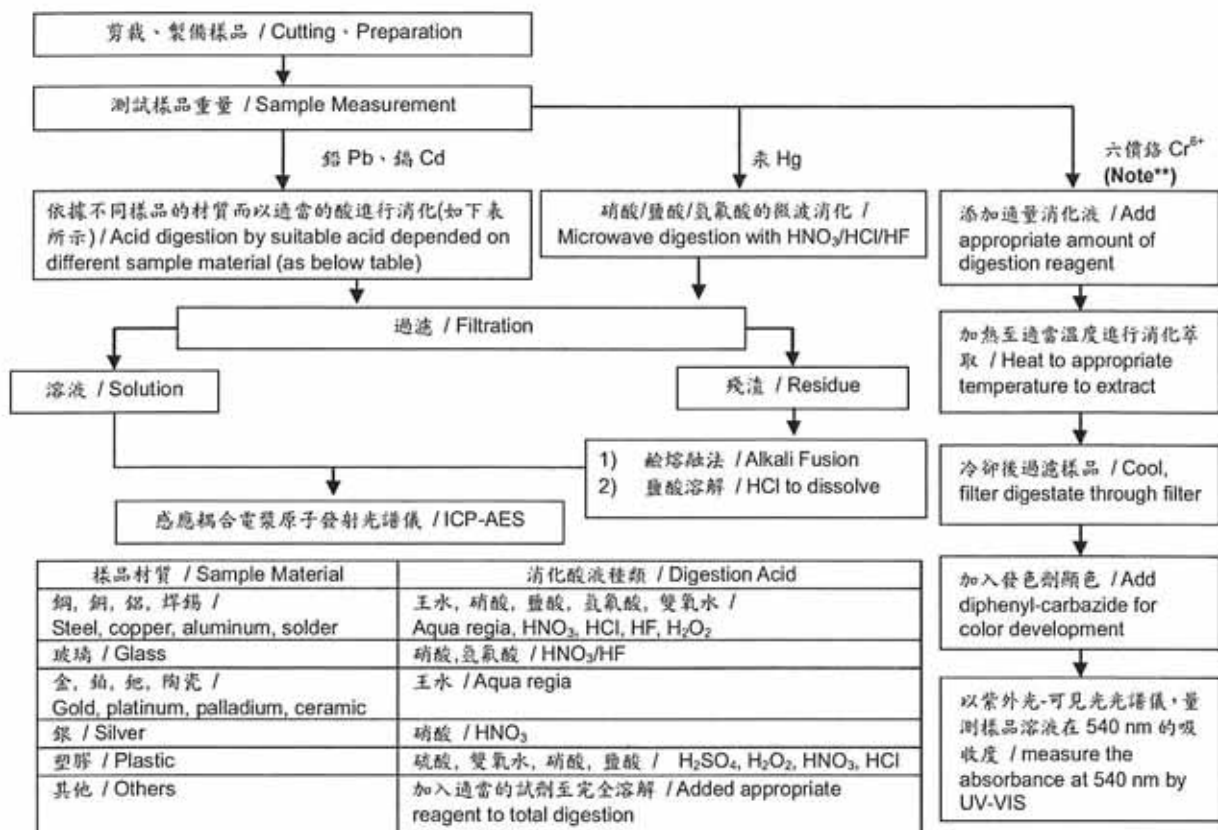 剪裁、製備樣品 / Cutting、Preparation
測試樣品重量 / Sample Measurement
鉛 Pb、鎘 Cd
汞 Hg
六價鉻 Cr⁶⁺
(Note**)
依據不同樣品的材質而以適當的酸進行消化(如下表
所示) / Acid digestion by suitable acid depended on
different sample material (as below table)
硝酸/鹽酸/氫氟酸的微波消化 /
Microwave digestion with HNO₃/HCl/HF
添加適量消化液 / Add
appropriate amount of
digestion reagent
過濾 / Filtration
加熱至適當溫度進行消化萃
取 / Heat to appropriate
temperature to extract
溶液 / Solution
殘渣 / Residue
1) 鹼熔融法 / Alkali Fusion
2) 鹽酸溶解 / HCl to dissolve
冷卻後過濾樣品 / Cool,
filter digestate through filter
感應耦合電漿原子發射光譜儀 / ICP-AES
加入發色劑顯色 / Add
diphenyl-carbazide for
color development
以紫外光-可見光光譜儀，量
測樣品溶液在 540 nm 的吸
收度 / measure the
absorbance at 540 nm by
UV-VIS
樣品材質 / Sample Material
消化酸液種類 / Digestion Acid
鋼, 銅, 鋁, 焊錫 /
Steel, copper, aluminum, solder
王水, 硝酸, 鹽酸, 氫氟酸, 雙氧水 /
Aqua regia, HNO₃, HCl, HF, H₂O₂
玻璃 / Glass
硝酸,氫氟酸 / HNO₃/HF
金, 鉑, 鈀, 陶瓷 /
Gold, platinum, palladium, ceramic
王水 / Aqua regia
銀 / Silver
硝酸 / HNO₃
塑膠 / Plastic
硫酸, 雙氧水, 硝酸, 鹽酸 / H₂SO₄, H₂O₂, HNO₃, HCl
其他 / Others
加入適當的試劑至完全溶解 / Added appropriate
reagent to total digestion